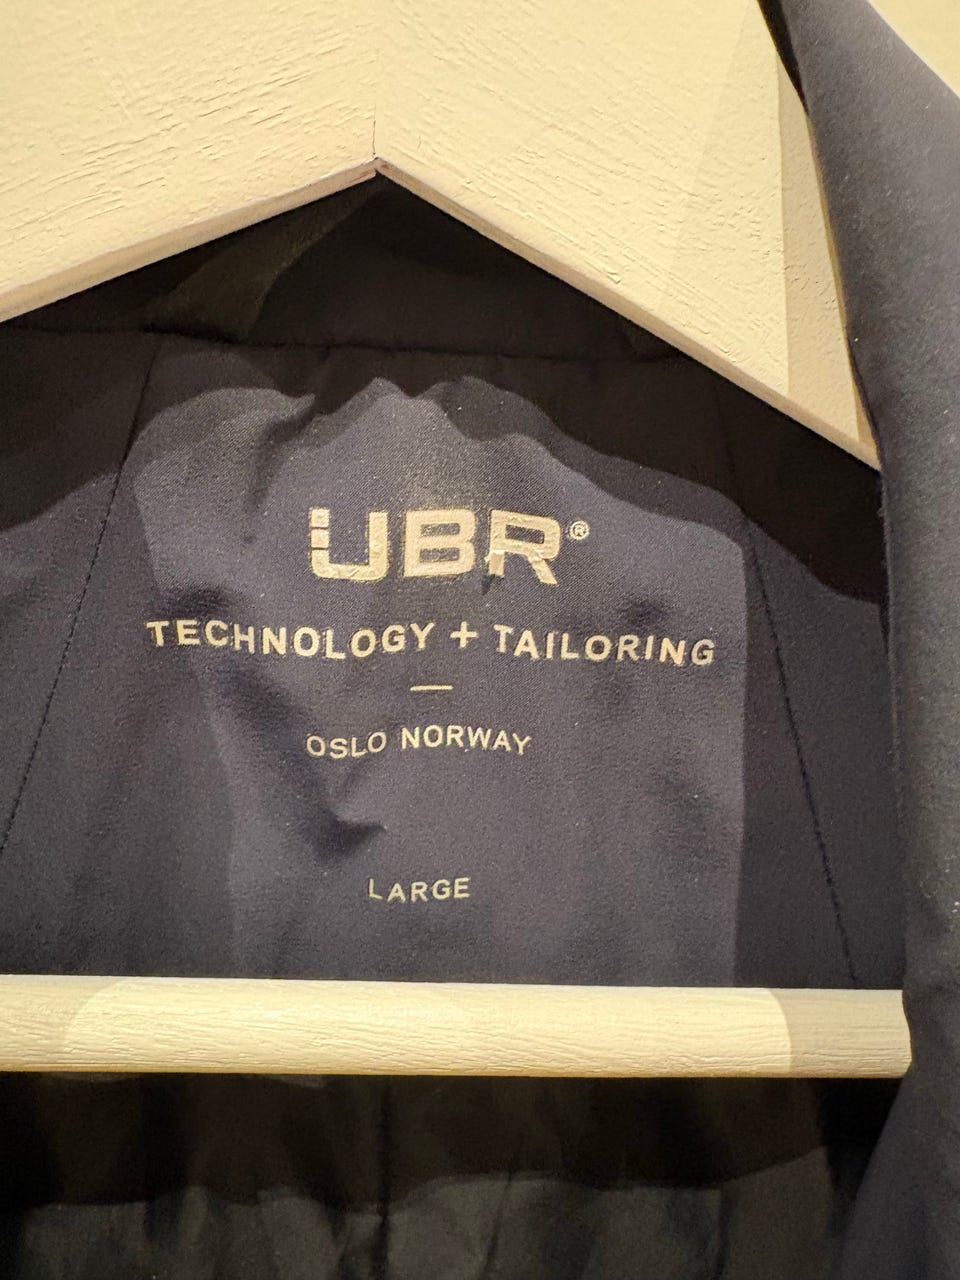 UBR®
TECHNOLOGY + TAILORING
OSLO NORWAY
LARGE